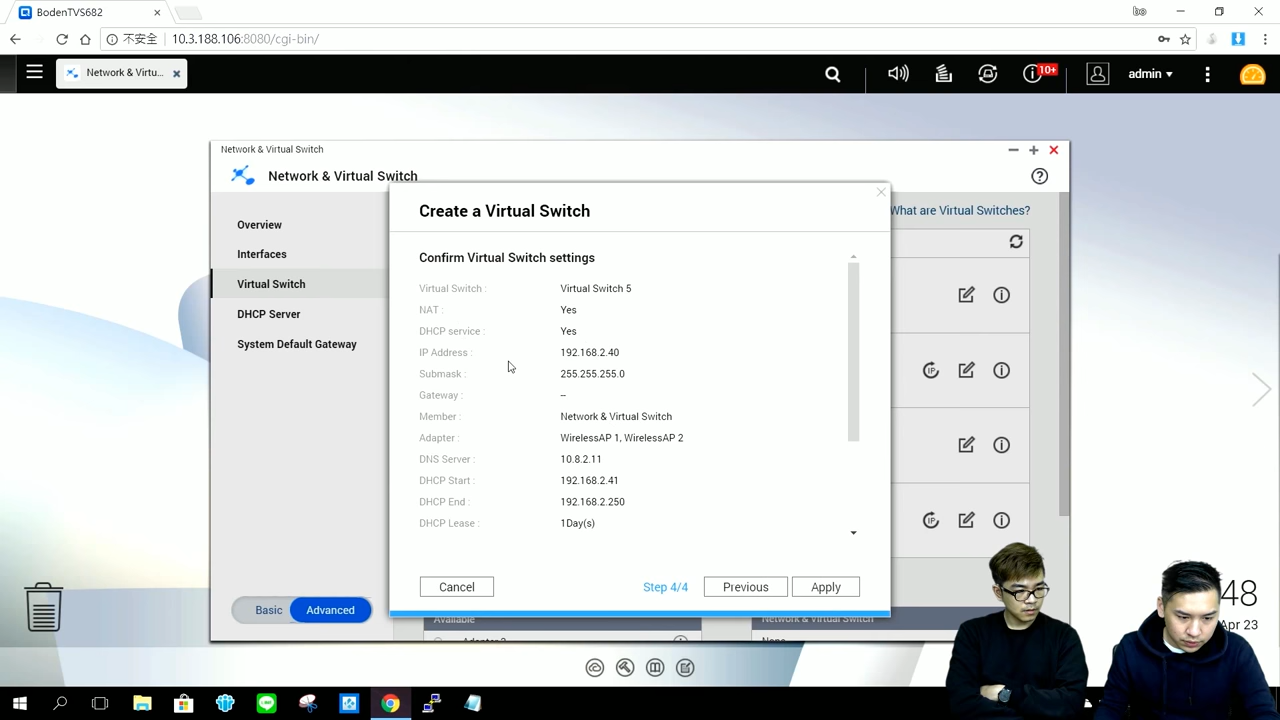 BodenTVS682
不安全 10.3.188.106:8080/cgi-bin/
Network & Virtu...
10+
admin
Network & Virtual Switch
Network & Virtual Switch
Overview
Interfaces
Virtual Switch
DHCP Server
System Default Gateway
Basic
Advanced
What are Virtual Switches?
Create a Virtual Switch
Confirm Virtual Switch settings
Virtual Switch : Virtual Switch 5
NAT : Yes
DHCP service : Yes
IP Address : 192.168.2.40
Submask : 255.255.255.0
Gateway : --
Member : Network & Virtual Switch
Adapter : WirelessAP 1, WirelessAP 2
DNS Server : 10.8.2.11
DHCP Start : 192.168.2.41
DHCP End : 192.168.2.250
DHCP Lease : 1Day(s)
Cancel
Step 4/4
Previous
Apply
Available
Network & Virtual Switch
Adapter 3
None
IP
IP
48
Apr 23